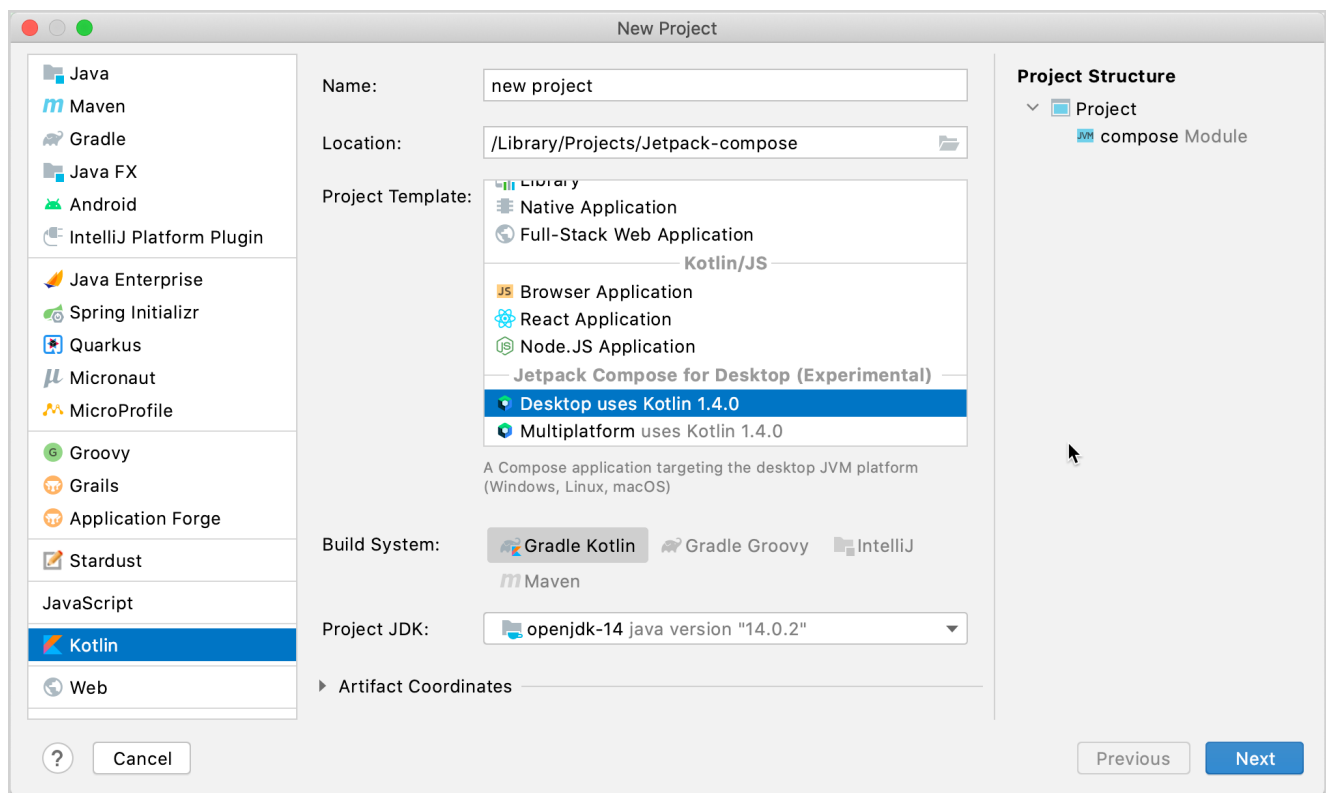 New Project
Java
Maven
Gradle
Java FX
Android
IntelliJ Platform Plugin
Java Enterprise
Spring Initializr
Quarkus
Micronaut
MicroProfile
Groovy
Grails
Application Forge
Stardust
JavaScript
Kotlin
Web
Name:
new project
Location:
/Library/Projects/Jetpack-compose
Project Template:
Library
Native Application
Full-Stack Web Application
Kotlin/JS
JS Browser Application
React Application
JS Node.JS Application
Jetpack Compose for Desktop (Experimental)
Desktop uses Kotlin 1.4.0
Multiplatform uses Kotlin 1.4.0
A Compose application targeting the desktop JVM platform
(Windows, Linux, macOS)
Build System:
Gradle Kotlin
Gradle Groovy
IntelliJ
Maven
Project JDK:
openjdk-14 java version "14.0.2"
Artifact Coordinates
Project Structure
Project
JVM compose Module
?
Cancel
Previous
Next